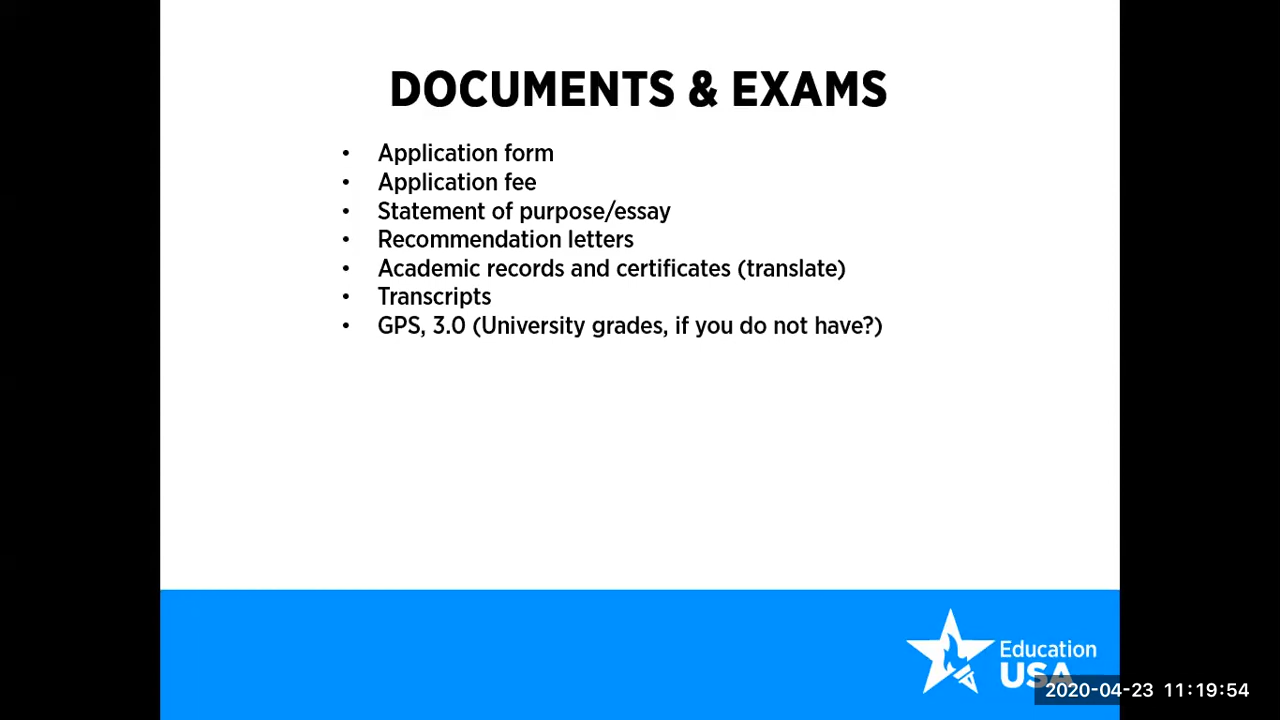 DOCUMENTS & EXAMS
• Application form
• Application fee
• Statement of purpose/essay
• Recommendation letters
• Academic records and certificates (translate)
• Transcripts
• GPS, 3.0 (University grades, if you do not have?)
Education
USA
2020-04-23 11:19:54